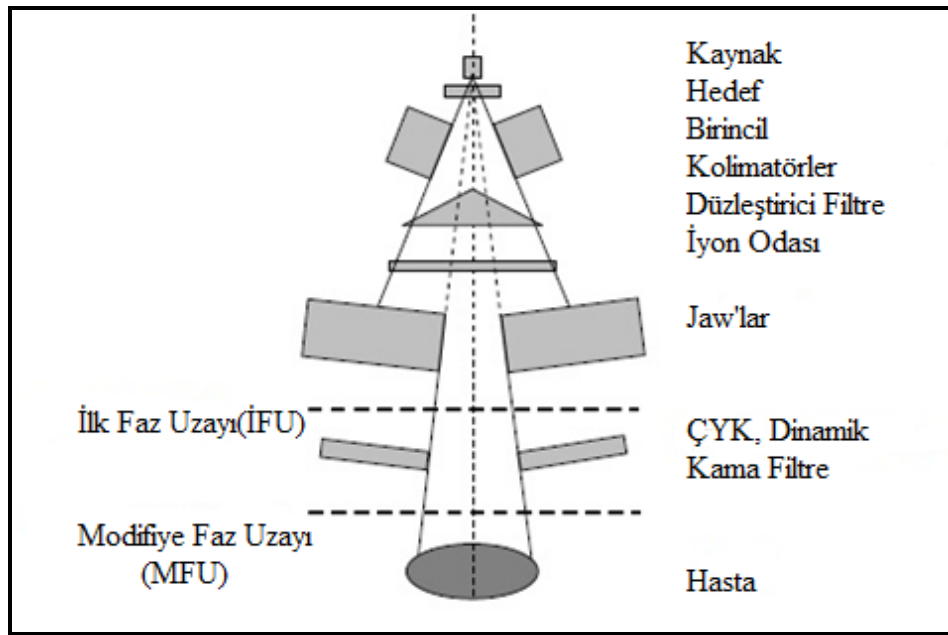 Kaynak
Hedef
Birincil
Kolimatörler
Düzleştirici Filtre
İyon Odası
Jaw'lar
İlk Faz Uzayı(İFU)
ÇYK, Dinamik
Kama Filtre
Modifiye Faz Uzayı
(MFU)
Hasta